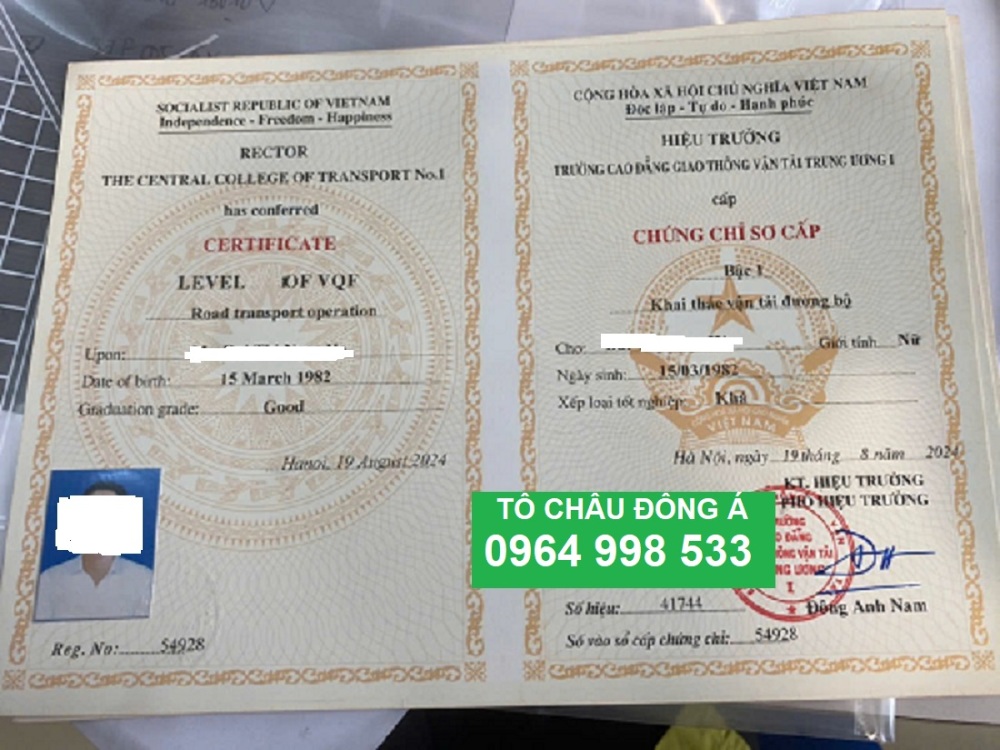 SOCIALIST REPUBLIC OF VIETNAM
Independence - Freedom - Happiness
RECTOR
THE CENTRAL COLLEGE OF TRANSPORT No.1
has conferred
CERTIFICATE
LEVEL OF VQF
Road transport operation
Upon:
Date of birth: 15 March 1982
Graduation grade: Good
Hanoi, 19 August 2024
Reg. No: 54928
CỘNG HÒA XÃ HỘI CHỦ NGHĨA VIỆT NAM
Độc lập - Tự do - Hạnh phúc
HIỆU TRƯỞNG
TRƯỜNG CAO ĐẲNG GIAO THÔNG VẬN TẢI TRUNG ƯƠNG I
cấp
CHỨNG CHỈ SƠ CẤP
Bậc 1
Khai thác vận tải đường bộ
Cho: Giới tính: Nữ
Ngày sinh: 15/03/1982
Xếp loại tốt nghiệp: Khá
VIỆT NAM
Hà Nội, ngày 19 tháng 8 năm 2024
KT. HIỆU TRƯỞNG
PHÓ HIỆU TRƯỞNG
TÔ CHÂU ĐÔNG Á
0964 998 533
Đồng Anh Nam
Số hiệu: 41744
Số vào sổ cấp chứng chỉ: 54928